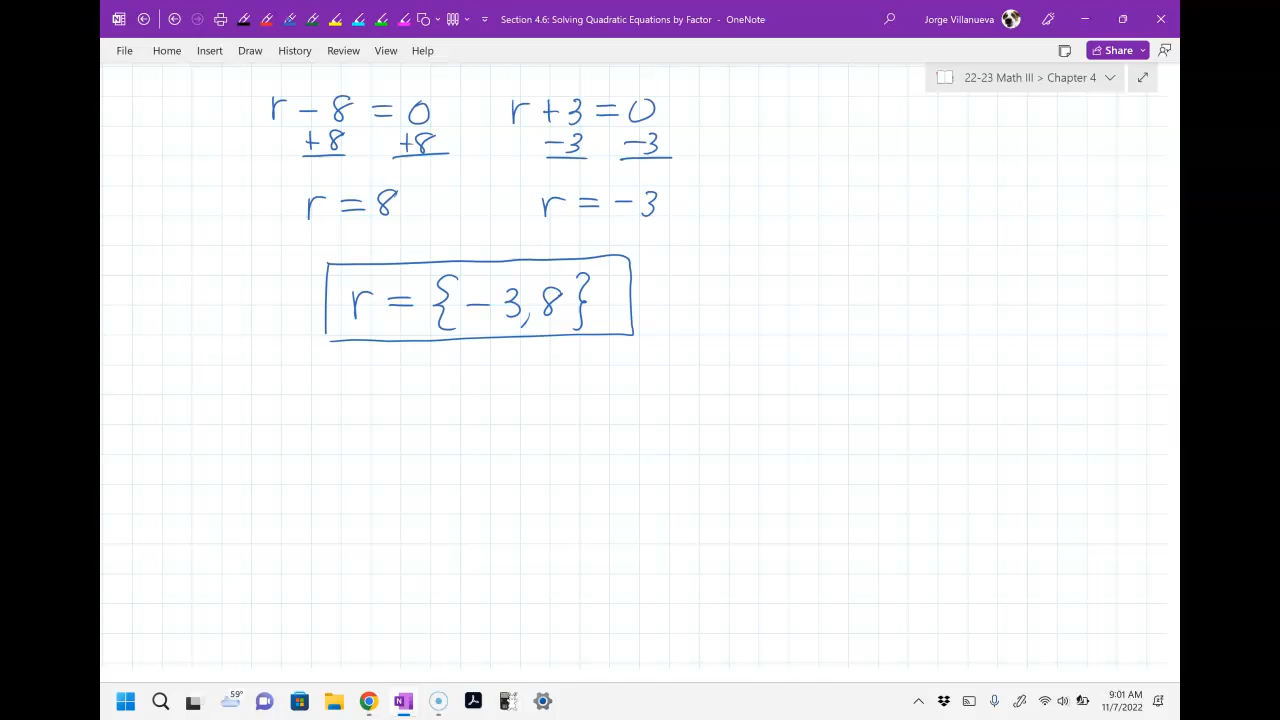 Section 4.6: Solving Quadratic Equations by Factor - OneNote
Jorge Villanueva
File Home Insert Draw History Review View Help
Share
22-23 Math III > Chapter 4
r - 8 = 0 r + 3 = 0
+8 +8 -3 -3
r = 8 r = -3
r = {-3, 8}
59°
9:01 AM
11/7/2022